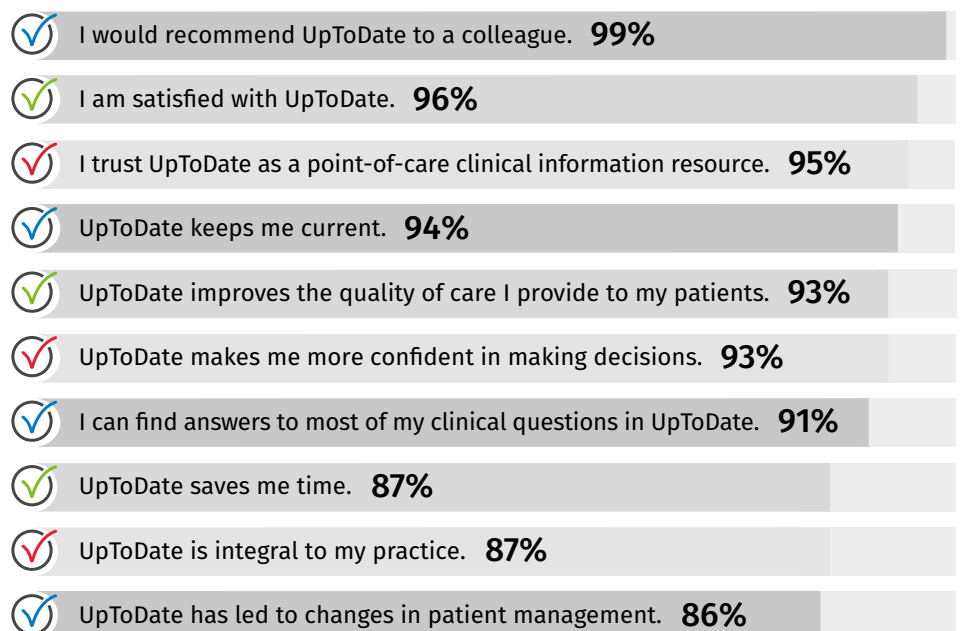 I would recommend UpToDate to a colleague. 99%
I am satisfied with UpToDate. 96%
I trust UpToDate as a point-of-care clinical information resource. 95%
UpToDate keeps me current. 94%
UpToDate improves the quality of care I provide to my patients. 93%
UpToDate makes me more confident in making decisions. 93%
I can find answers to most of my clinical questions in UpToDate. 91%
UpToDate saves me time. 87%
UpToDate is integral to my practice. 87%
UpToDate has led to changes in patient management. 86%